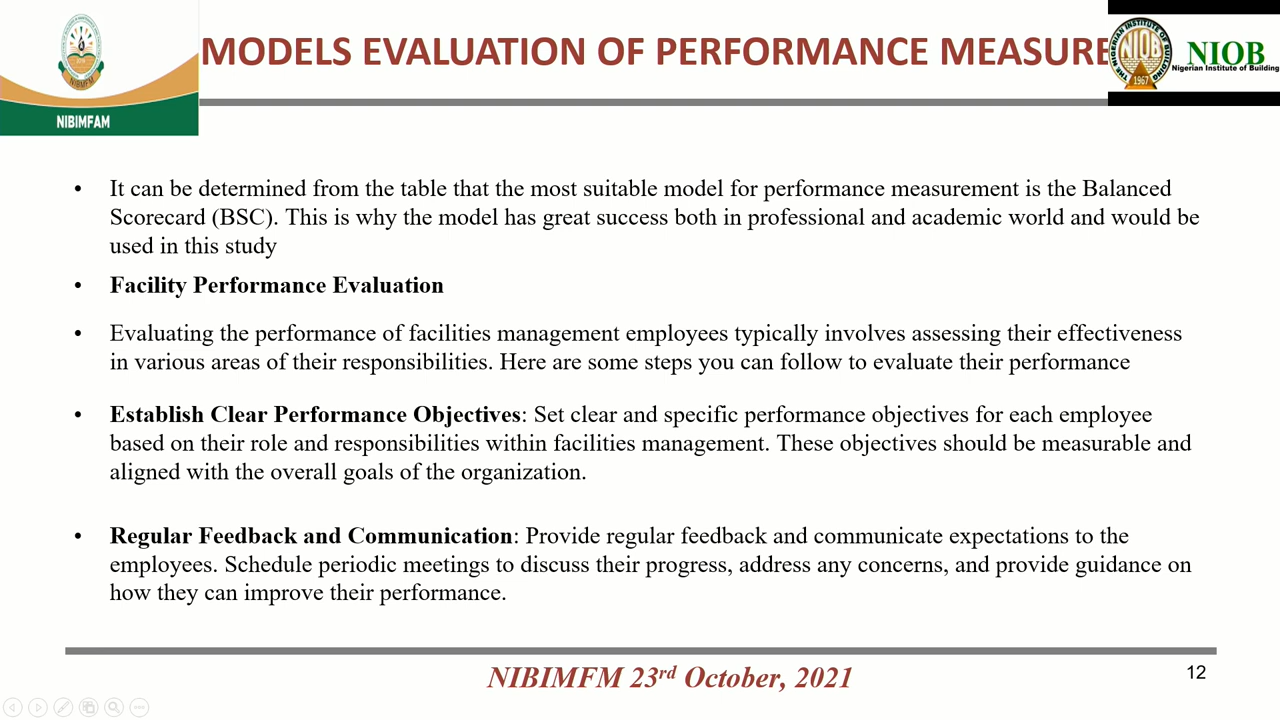 MODELS EVALUATION OF PERFORMANCE MEASURE
NIBIMFM
NIBIMFAM
THE NIGERIAN INSTITUTE OF BUILDING
NIOB
1967
NIOB
Nigerian Institute of Building
• It can be determined from the table that the most suitable model for performance measurement is the Balanced
Scorecard (BSC). This is why the model has great success both in professional and academic world and would be
used in this study
• Facility Performance Evaluation
• Evaluating the performance of facilities management employees typically involves assessing their effectiveness
in various areas of their responsibilities. Here are some steps you can follow to evaluate their performance
• Establish Clear Performance Objectives: Set clear and specific performance objectives for each employee
based on their role and responsibilities within facilities management. These objectives should be measurable and
aligned with the overall goals of the organization.
• Regular Feedback and Communication: Provide regular feedback and communicate expectations to the
employees. Schedule periodic meetings to discuss their progress, address any concerns, and provide guidance on
how they can improve their performance.
NIBIMFM 23rd October, 2021
12